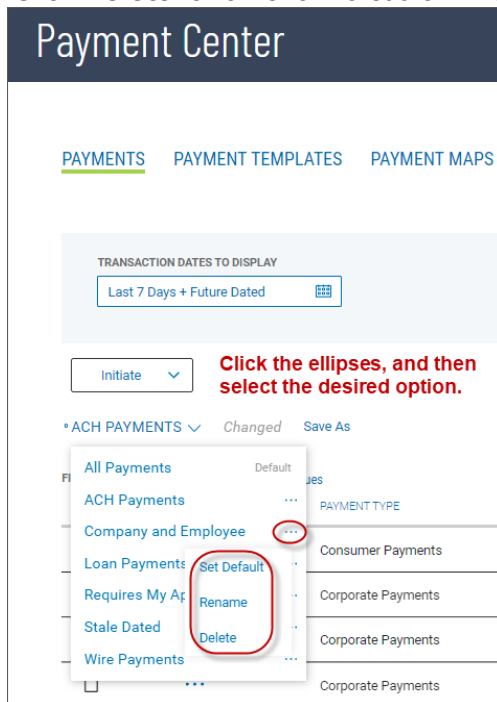 Payment Center
PAYMENTS PAYMENT TEMPLATES PAYMENT MAPS
TRANSACTION DATES TO DISPLAY
Last 7 Days + Future Dated
Initiate
Click the ellipses, and then
select the desired option.
ACH PAYMENTS Changed Save As
All Payments Default
ACH Payments ...
PAYMENT TYPE
Company and Employee ...
Consumer Payments
Loan Payments
Set Default
Requires My
Rename
Corporate Payments
Stale Dated
Delete
Corporate Payments
Wire Payments ...
... Corporate Payments